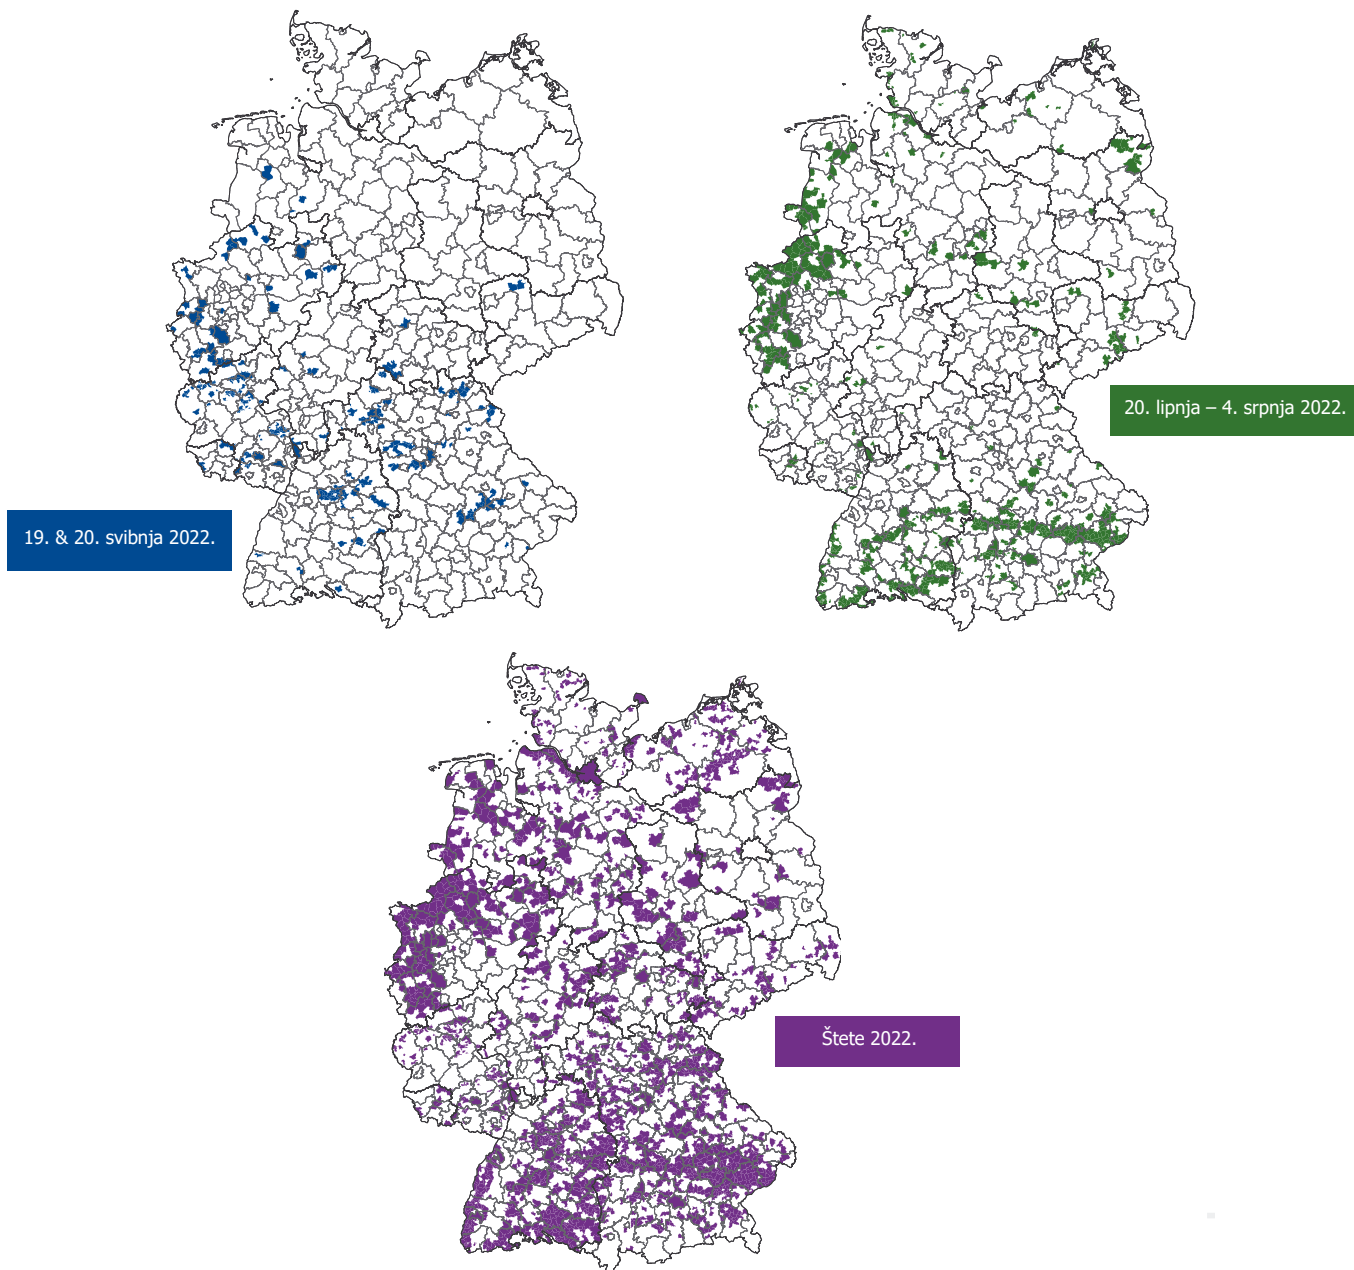 20. lipnja – 4. srpnja 2022.
19. & 20. svibnja 2022.
Štete 2022.